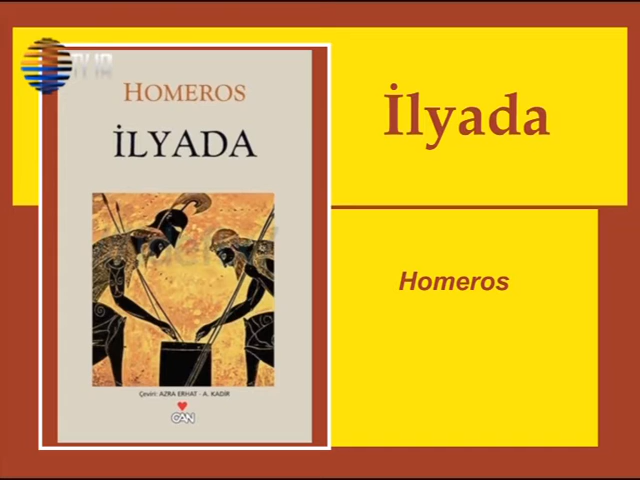 HOMEROS
İLYADA
Çeviri: AZRA ERHAT - A. KADİR
CAN
İlyada
Homeros